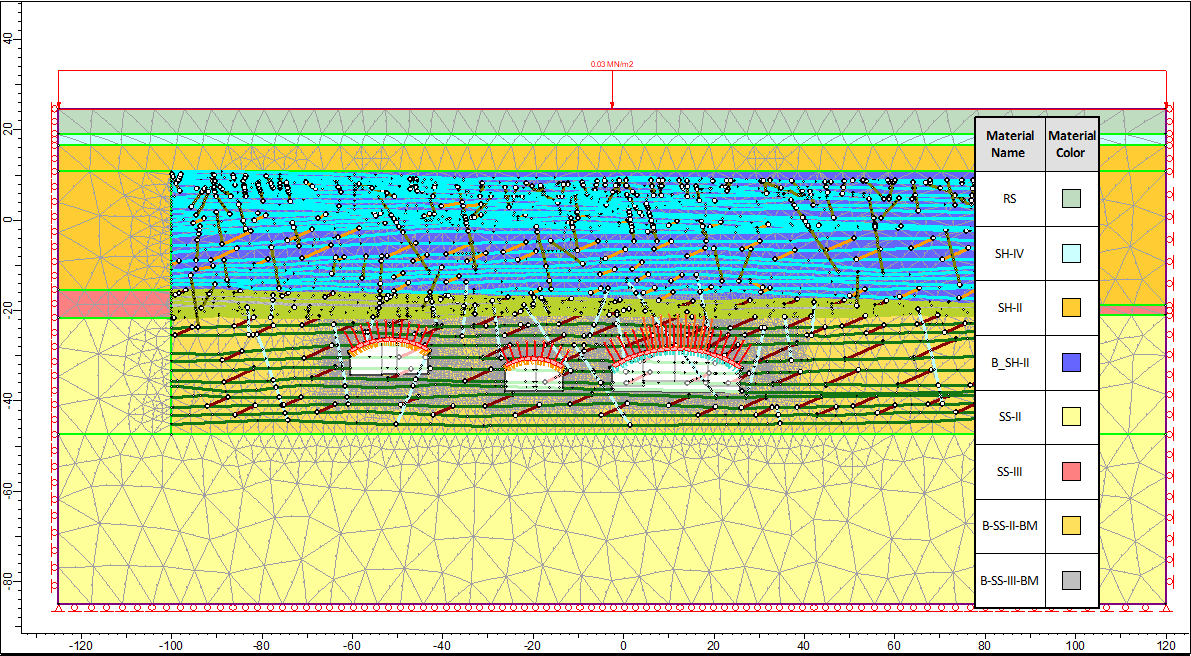 0.03 MN/m2
40
20
0
-20
-40
-60
-80
Material Name Material Color
RS
SH-IV
SH-II
B_SH-II
SS-II
SS-III
B-SS-II-BM
B-SS-III-BM
-120 -100 -80 -60 -40 -20 0 20 40 60 80 100 120